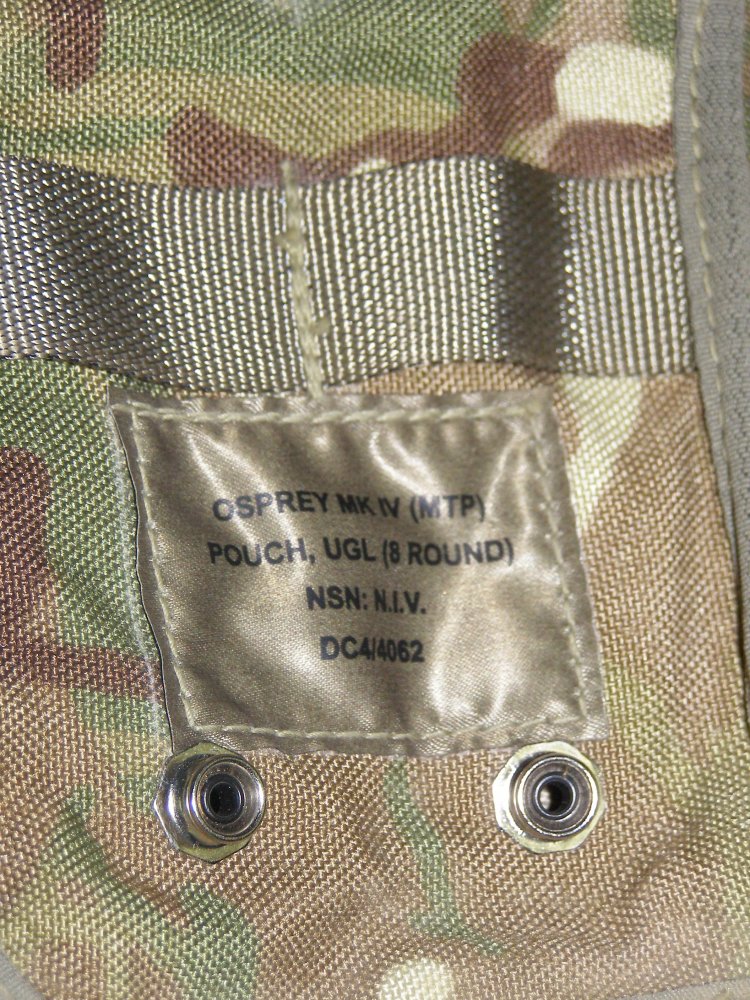 OSPREY MK IV (MTP)
POUCH, UGL (8 ROUND)
NSN: N.I.V.
DC4/4062